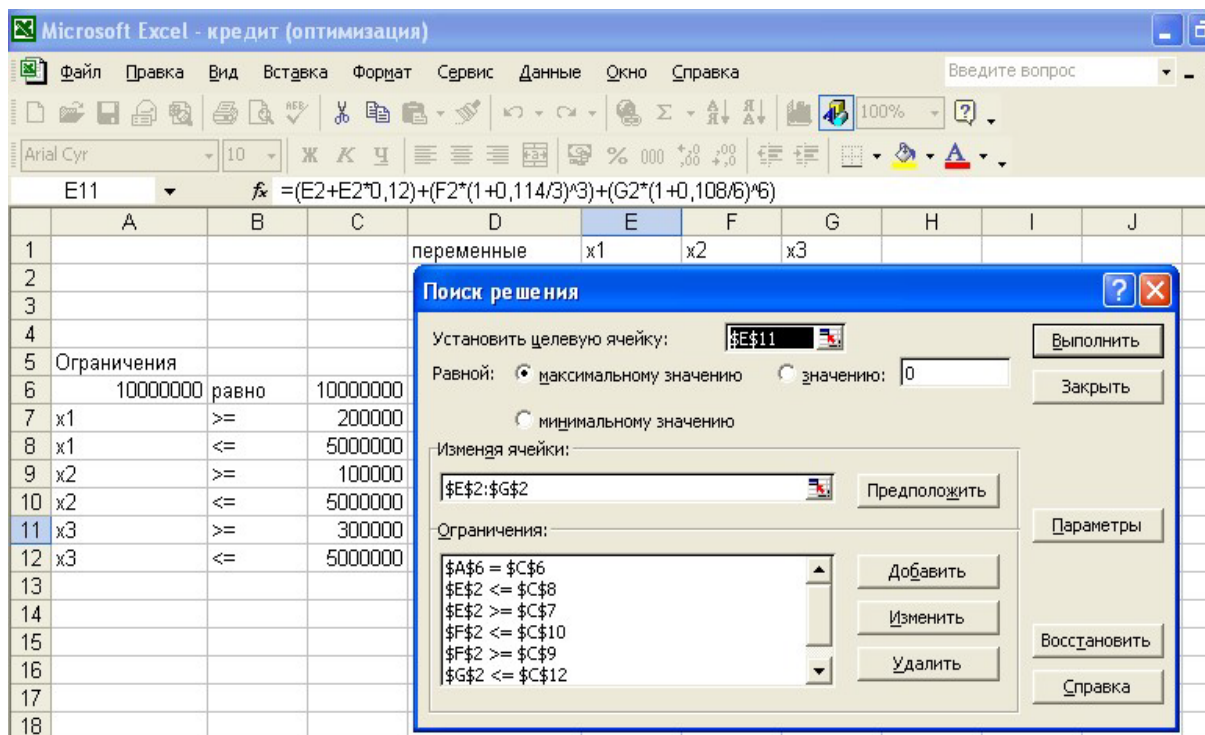 Microsoft Excel - кредит (оптимизация)
Файл Правка Вид Вставка Формат Сервис Данные Окно Справка Введите вопрос
100%
Arial Cyr 10 Ж К Ч % 000
E11 fx =(E2+E2*0,12)+(F2*(1+0,114/3)^3)+(G2*(1+0,108/6)^6)
A B C D E F G H I J
1 переменные x1 x2 x3
2
3
4
5 Ограничения
6 10000000 равно 10000000
7 x1 >= 200000
8 x1 <= 5000000
9 x2 >= 100000
10 x2 <= 5000000
11 x3 >= 300000
12 x3 <= 5000000
13
14
15
16
17
18
Поиск решения
Установить целевую ячейку: $E$11
Равной: максимальному значению значению: 0
минимальному значению
Изменяя ячейки:
$E$2:$G$2 Предположить
Ограничения:
$A$6 = $C$6
$E$2 <= $C$8
$E$2 >= $C$7
$F$2 <= $C$10
$F$2 >= $C$9
$G$2 <= $C$12
Добавить
Изменить
Удалить
Выполнить
Закрыть
Параметры
Восстановить
Справка